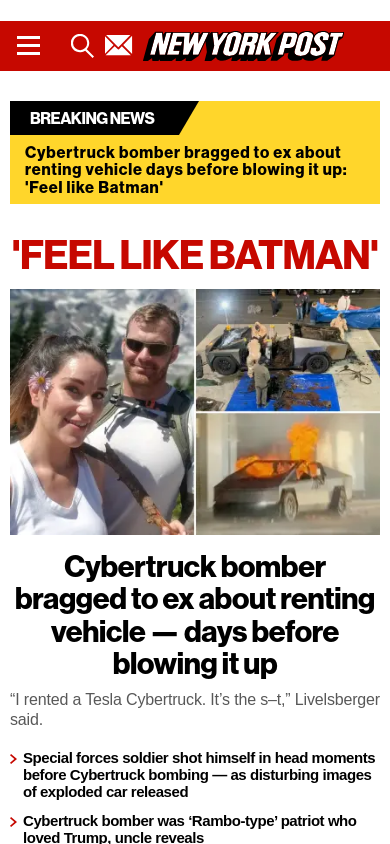 NEW YORK POST
BREAKING NEWS
Cybertruck bomber bragged to ex about
renting vehicle days before blowing it up:
'Feel like Batman'
'FEEL LIKE BATMAN'
Cybertruck bomber
bragged to ex about renting
vehicle — days before
blowing it up
“I rented a Tesla Cybertruck. It’s the s–t,” Livelsberger
said.
Special forces soldier shot himself in head moments
before Cybertruck bombing — as disturbing images
of exploded car released
Cybertruck bomber was ‘Rambo-type’ patriot who
loved Trump, uncle reveals